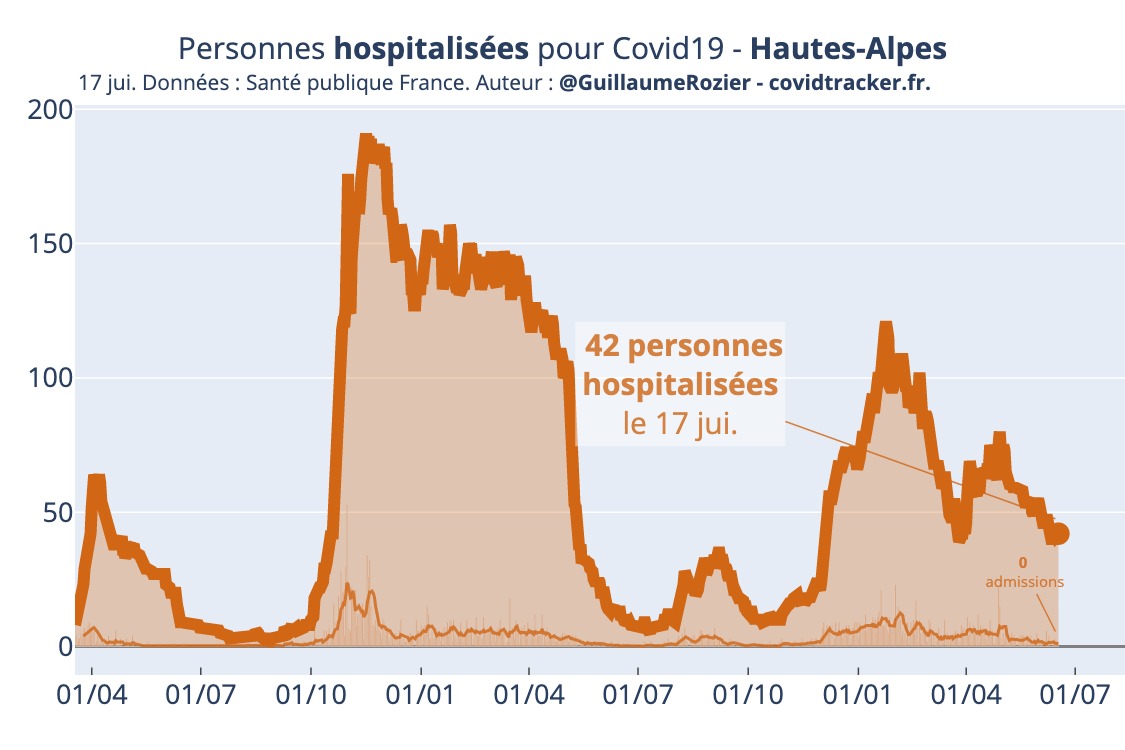 Personnes hospitalisées pour Covid19 - Hautes-Alpes
17 jui. Données : Santé publique France. Auteur : @GuillaumeRozier - covidtracker.fr.
200
150
100
50
0
42 personnes
hospitalisées
le 17 jui.
0
admissions
01/04 01/07 01/10 01/01 01/04 01/07 01/10 01/01 01/04 01/07